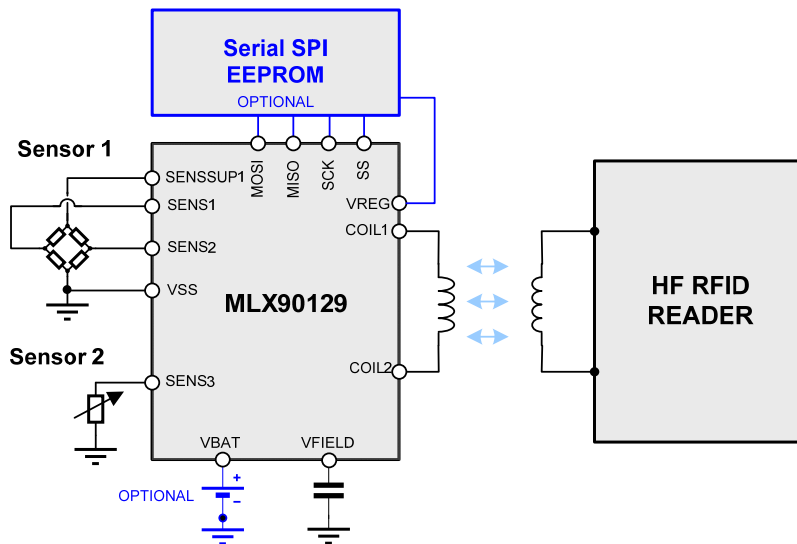 Serial SPI
EEPROM
OPTIONAL
Sensor 1
MOSI
MISO
SCK
SS
SENSSUP1
SENS1
SENS2
VSS
VREG
COIL1
MLX90129
HF RFID
READER
Sensor 2
SENS3
COIL2
VBAT
VFIELD
OPTIONAL
+
−